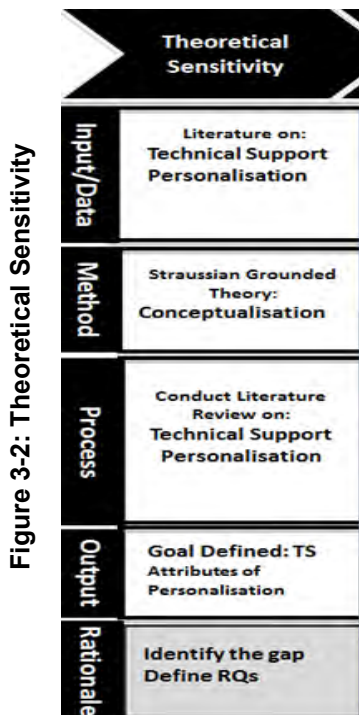 Figure 3-2: Theoretical Sensitivity
Theoretical
Sensitivity
Input/Data
Literature on:
Technical Support
Personalisation
Method
Straussian Grounded
Theory:
Conceptualisation
Process
Conduct Literature
Review on:
Technical Support
Personalisation
Output
Goal Defined: TS
Attributes of
Personalisation
Rationale
Identify the gap
Define RQs